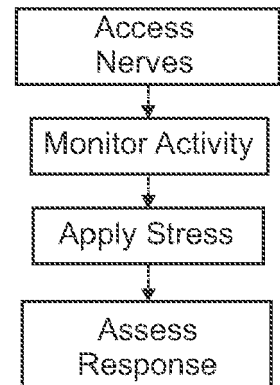 Access
Nerves
Monitor Activity
Apply Stress
Assess
Response